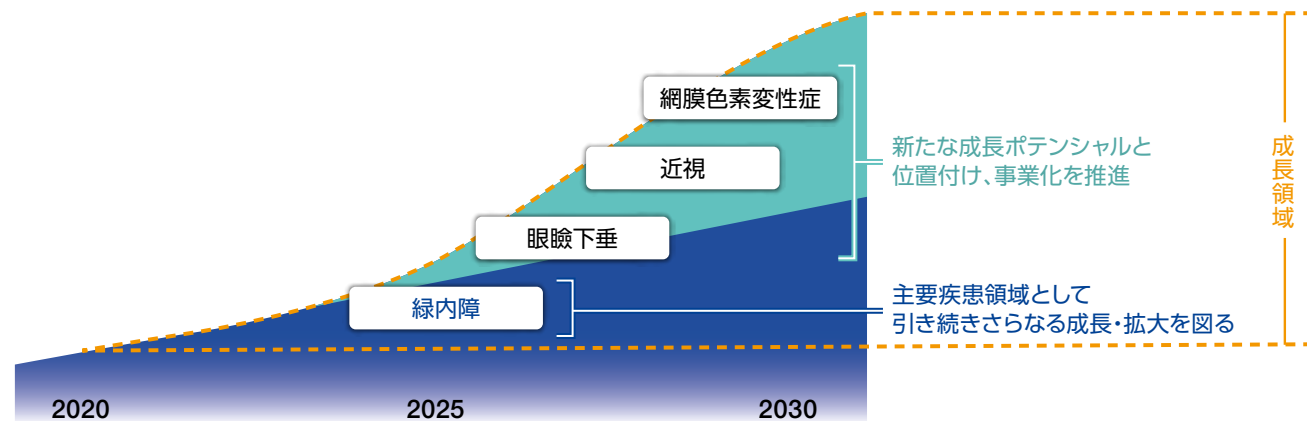 網膜色素変性症
近視
眼瞼下垂
緑内障
新たな成長ポテンシャルと
位置付け、事業化を推進
主要疾患領域として
引き続きさらなる成長・拡大を図る
成長領域
2020
2025
2030